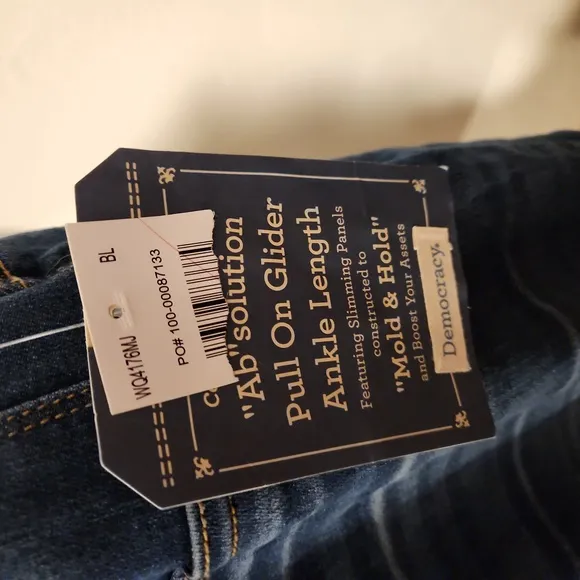 "Ab"solution
Pull On Glider
Ankle Length
Featuring Slimming Panels
constructed to
"Mold & Hold"
and Boost Your Assets
Democracy.
BL
PO# 100-00087133
WQ4176MJ